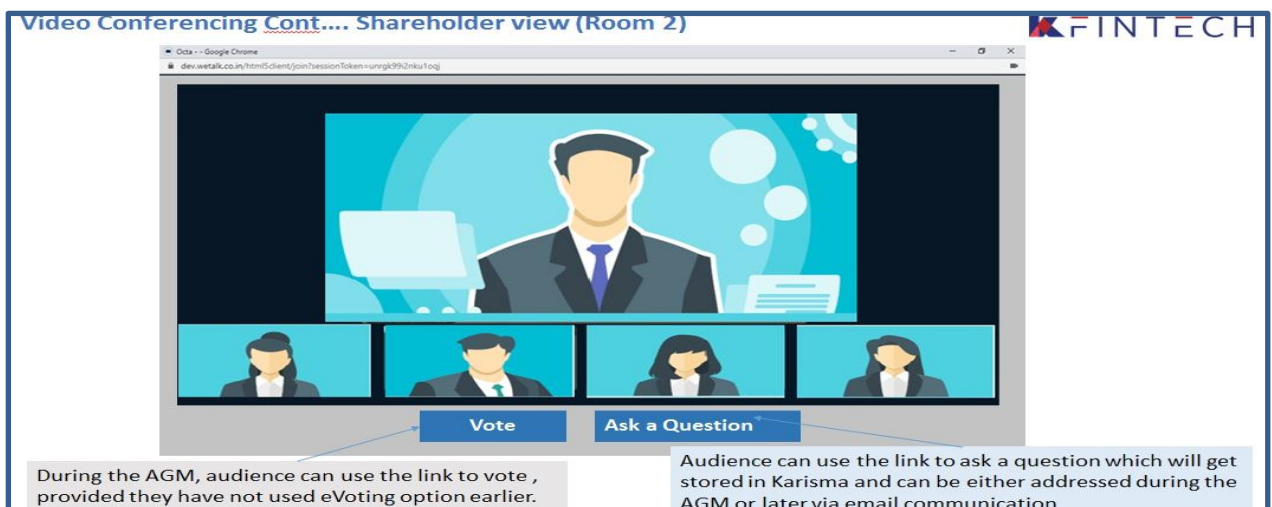 Video Conferencing Cont.... Shareholder view (Room 2)
KFINTECH
Octa - - Google Chrome
dev.wetalk.co.in/html5client/join?sessionToken=unrgk99i2nku1oqj
Vote
Ask a Question
During the AGM, audience can use the link to vote ,
provided they have not used eVoting option earlier.
Audience can use the link to ask a question which will get
stored in Karisma and can be either addressed during the
AGM or later via email communication